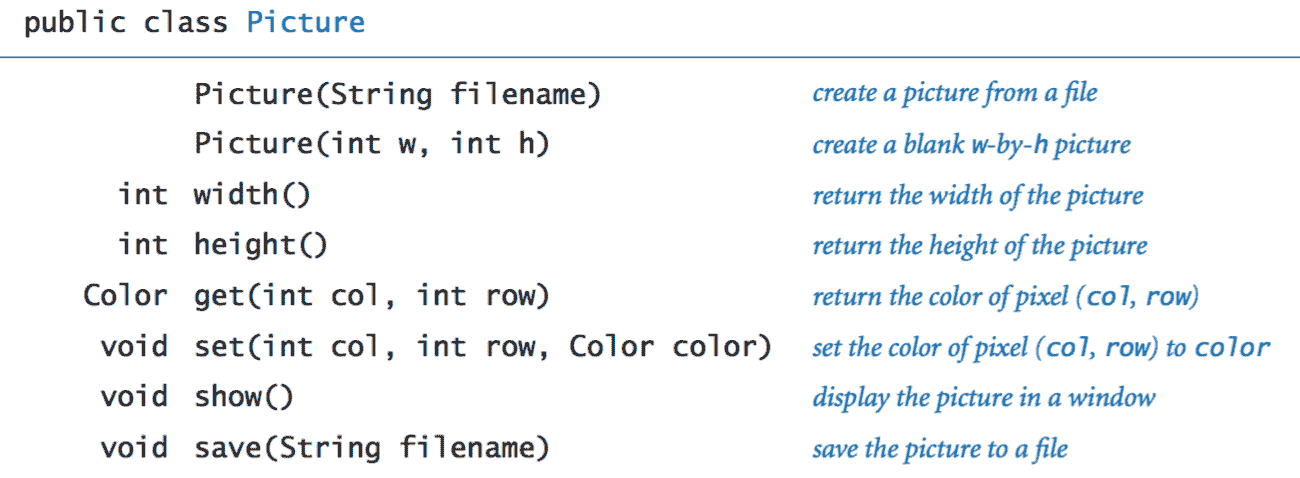 public class Picture
Picture(String filename) create a picture from a file
Picture(int w, int h) create a blank w-by-h picture
int width() return the width of the picture
int height() return the height of the picture
Color get(int col, int row) return the color of pixel (col, row)
void set(int col, int row, Color color) set the color of pixel (col, row) to color
void show() display the picture in a window
void save(String filename) save the picture to a file